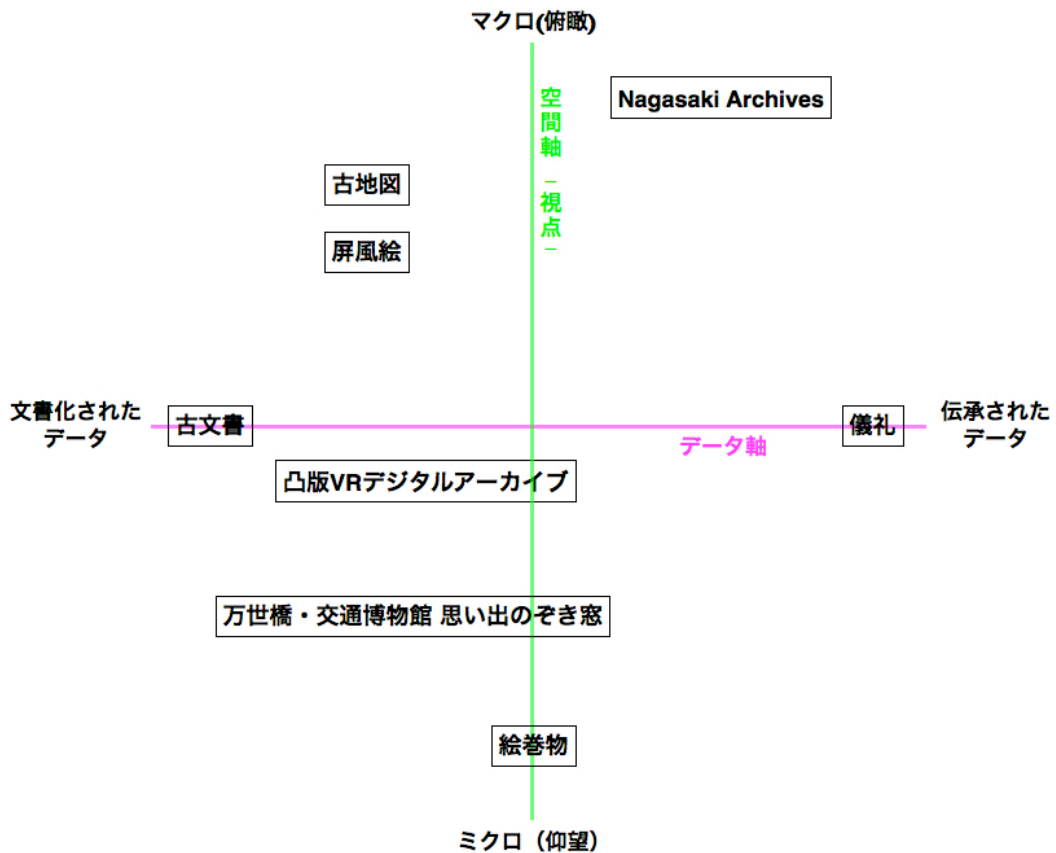 マクロ(俯瞰)
Nagasaki Archives
空間軸 ー視点ー
古地図
屏風絵
文書化された
データ
古文書
儀礼
伝承された
データ
データ軸
凸版VRデジタルアーカイブ
万世橋・交通博物館 思い出のぞき窓
絵巻物
ミクロ（仰望）